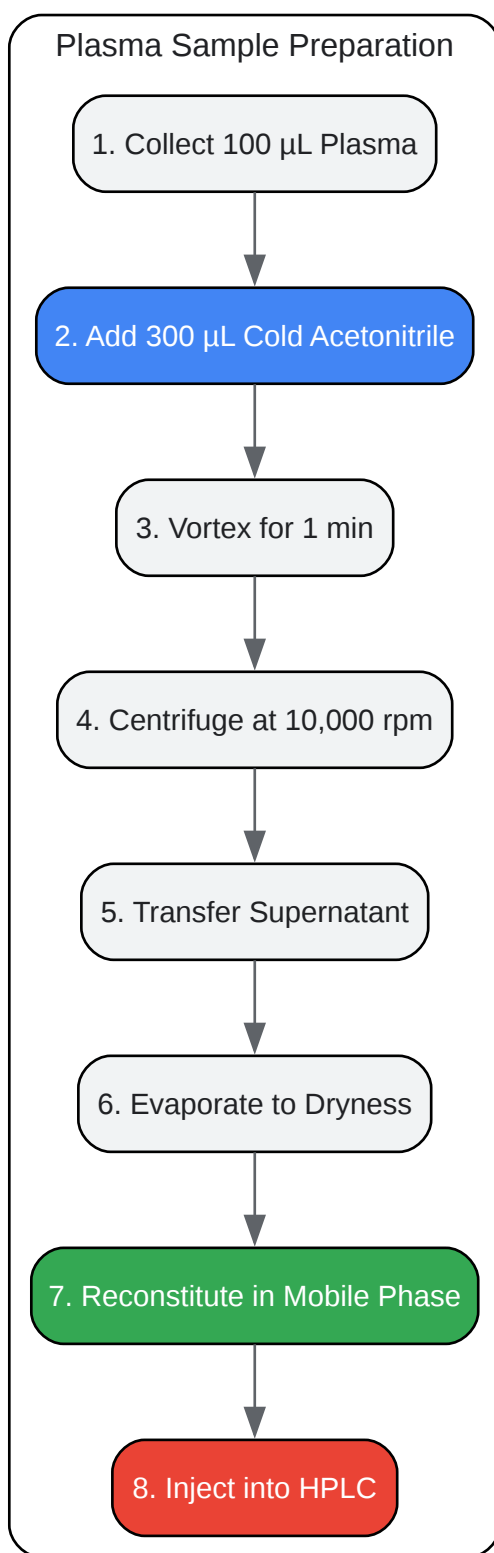 Plasma Sample Preparation
1. Collect 100 µL Plasma
2. Add 300 µL Cold Acetonitrile
3. Vortex for 1 min
4. Centrifuge at 10,000 rpm
5. Transfer Supernatant
6. Evaporate to Dryness
7. Reconstitute in Mobile Phase
8. Inject into HPLC